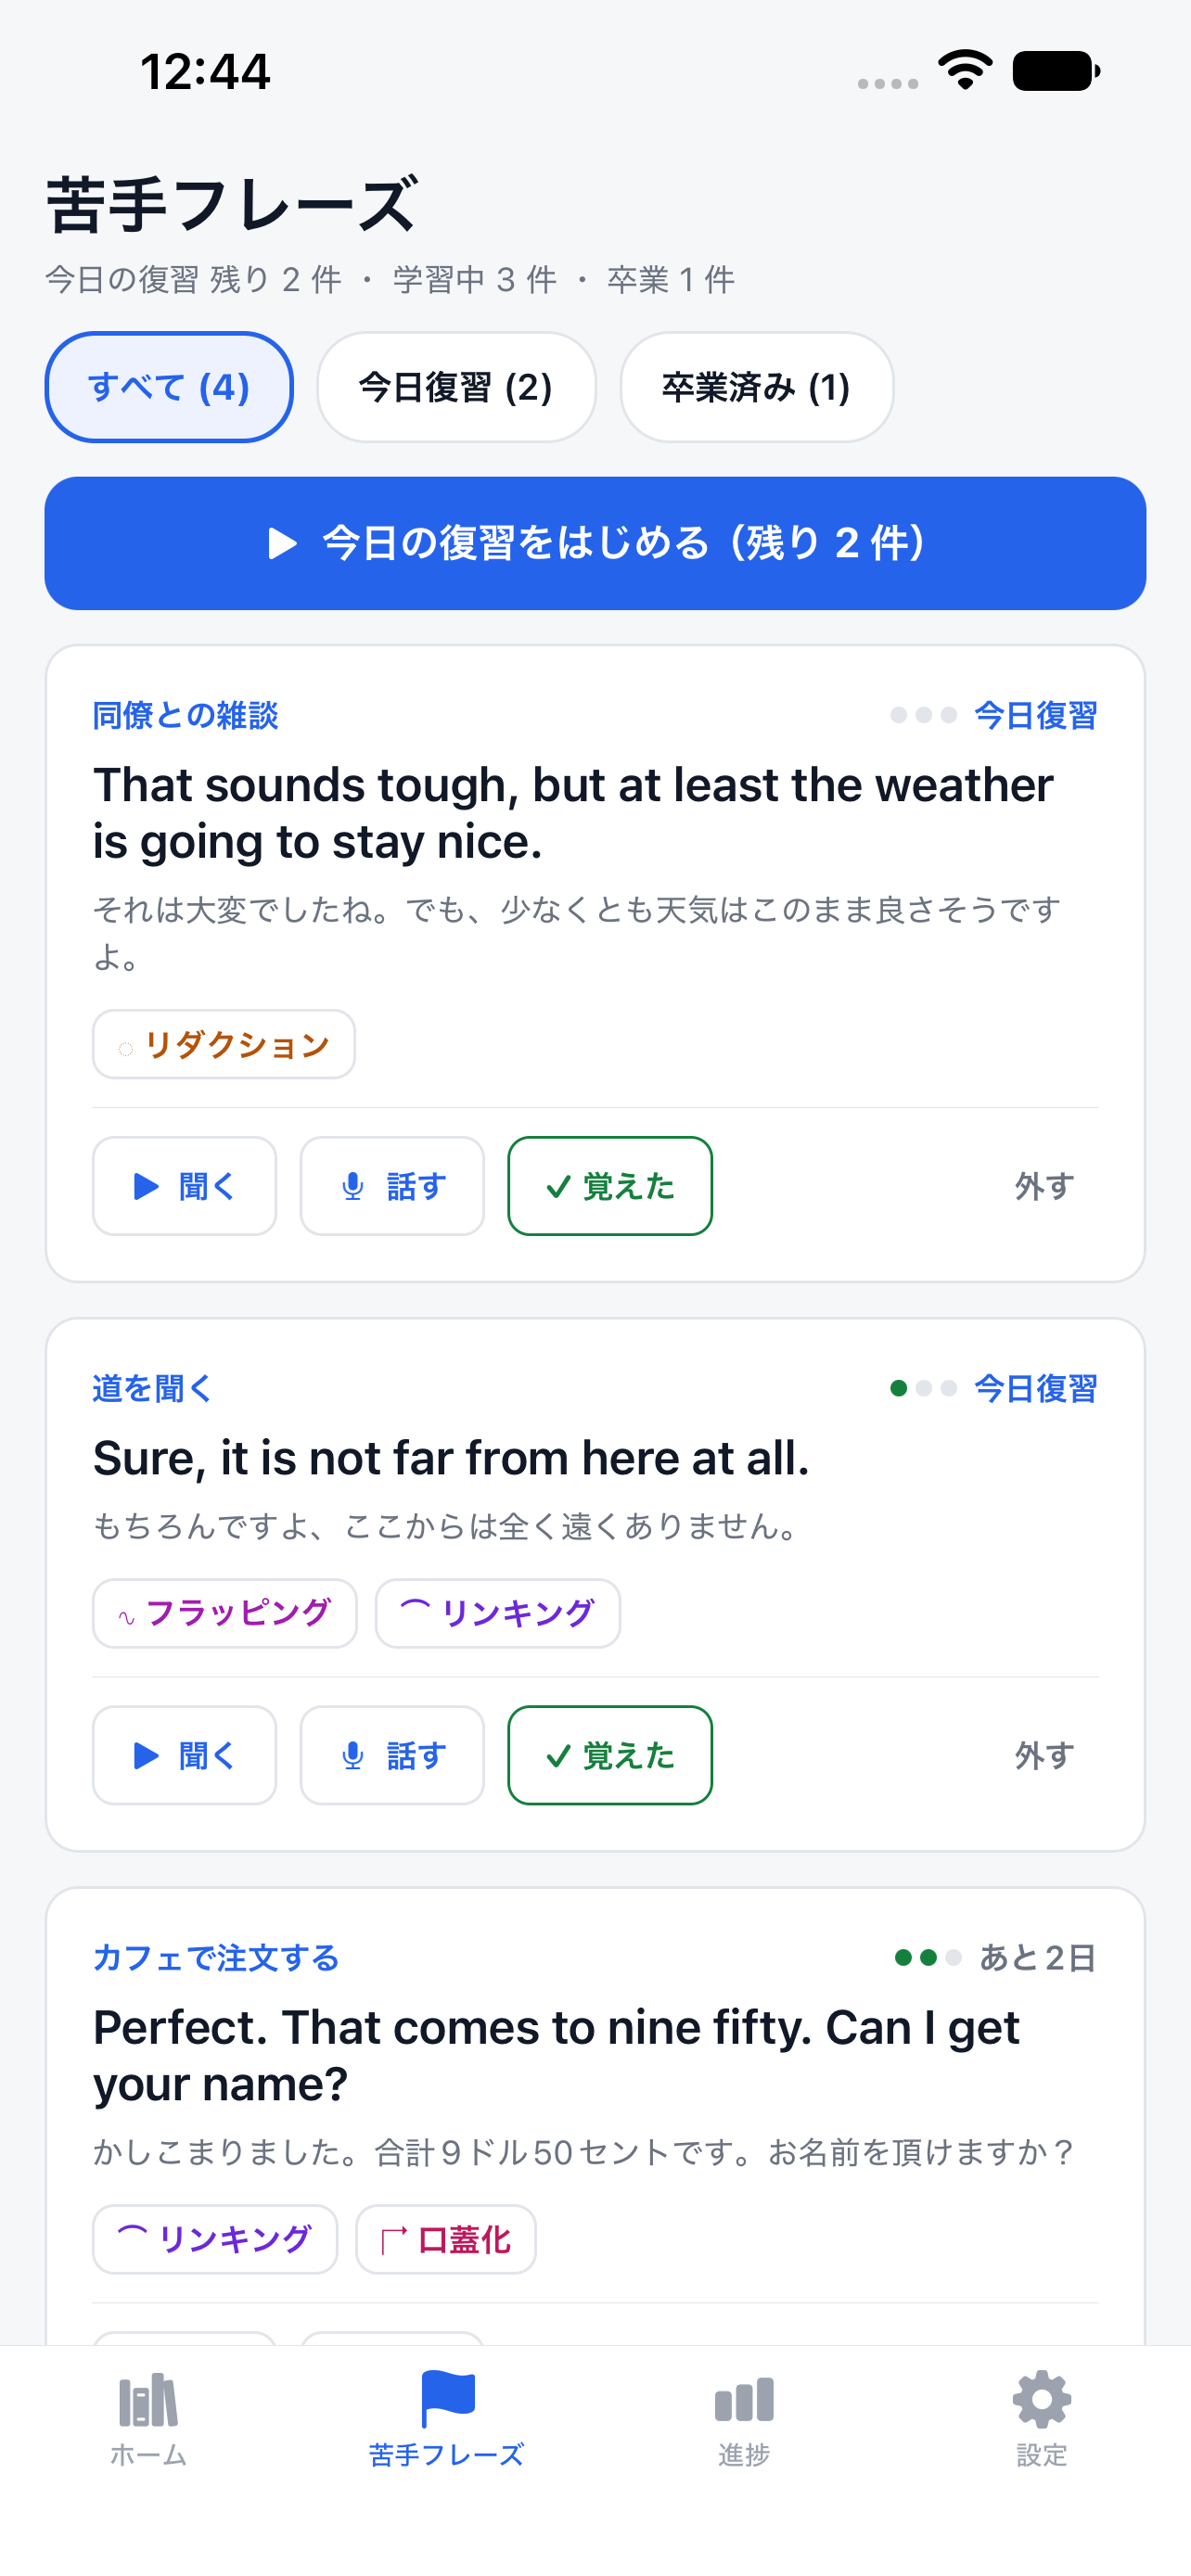 12:44
苦手フレーズ
今日の復習 残り 2 件 ・ 学習中 3 件 ・ 卒業 1 件
すべて (4) 今日復習 (2) 卒業済み (1)
今日の復習をはじめる（残り 2 件）
同僚との雑談 今日復習
That sounds tough, but at least the weather
is going to stay nice.
それは大変でしたね。でも、少なくとも天気はこのまま良さそうです
よ。
リダクション
聞く 話す 覚えた 外す
道を聞く 今日復習
Sure, it is not far from here at all.
もちろんですよ、ここからは全く遠くありません。
フラッピング リンキング
聞く 話す 覚えた 外す
カフェで注文する あと2日
Perfect. That comes to nine fifty. Can I get
your name?
かしこまりました。合計9ドル50セントです。お名前を頂けますか？
リンキング 口蓋化
ホーム 苦手フレーズ 進捗 設定